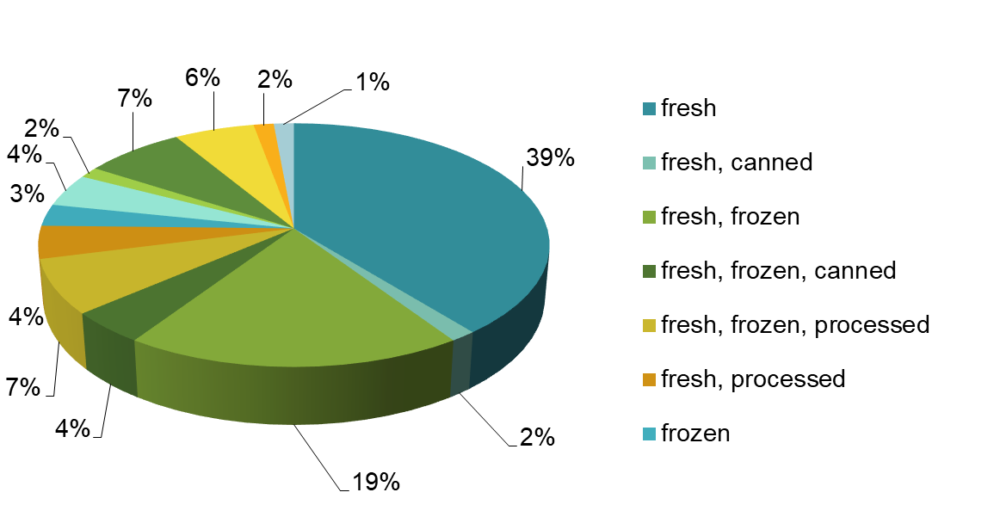 6%
2%
1%
7%
2%
4%
3%
39%
4%
7%
4%
19%
2%
fresh
fresh, canned
fresh, frozen
fresh, frozen, canned
fresh, frozen, processed
fresh, processed
frozen